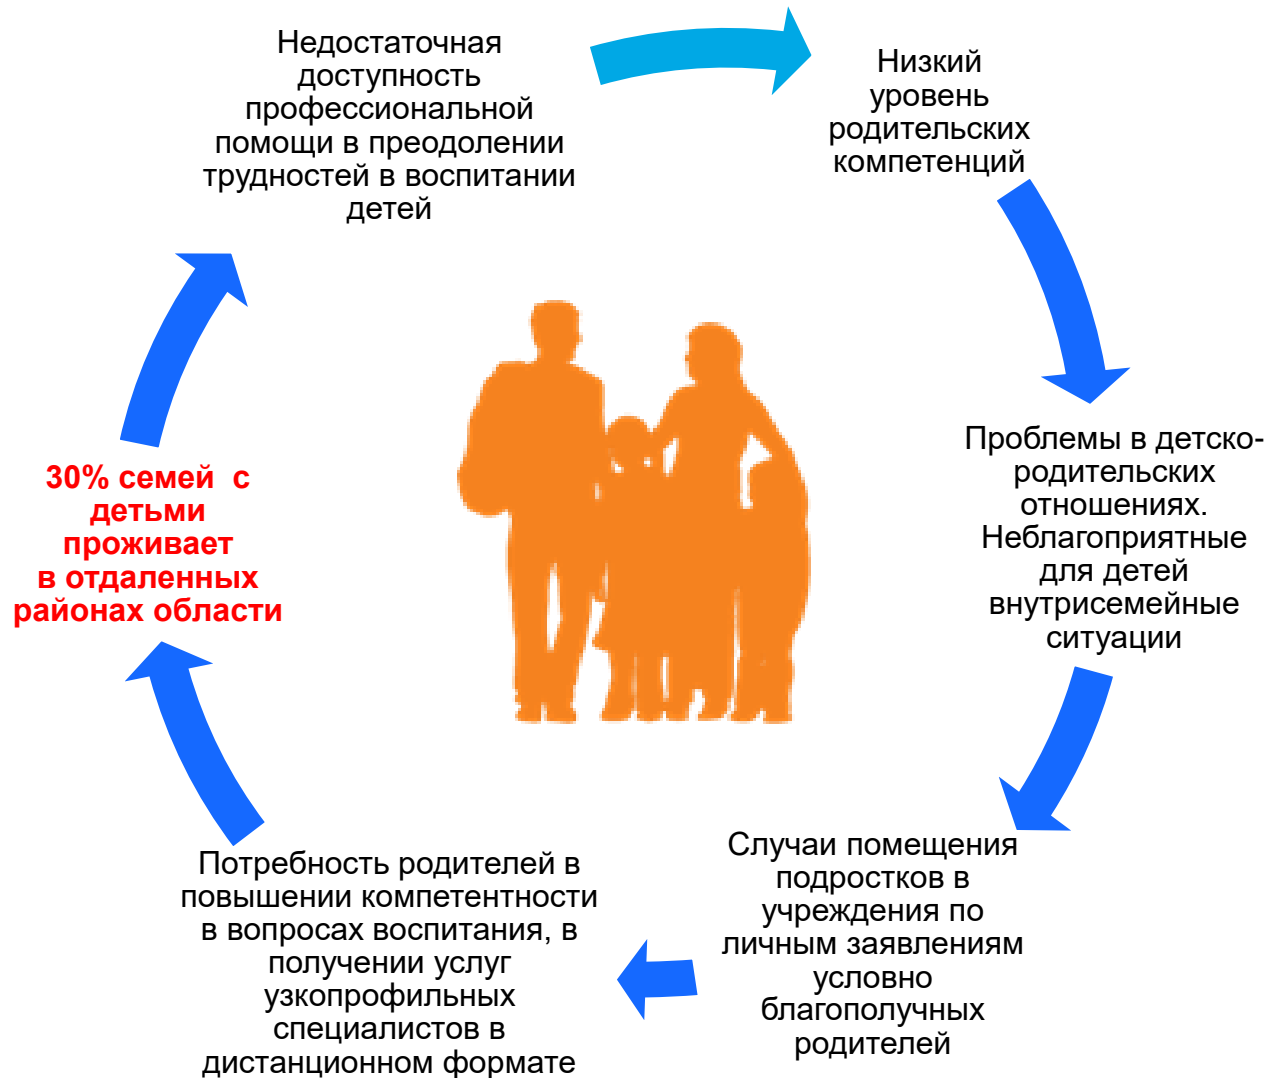 Недостаточная
доступность
профессиональной
помощи в преодолении
трудностей в воспитании
детей
Низкий
уровень
родительских
компетенций
Проблемы в детско-
родительских
отношениях.
Неблагоприятные
для детей
внутрисемейные
ситуации
Случаи помещения
подростков в
учреждения по
личным заявлениям
условно
благополучных
родителей
Потребность родителей в
повышении компетентности
в вопросах воспитания, в
получении услуг
узкопрофильных
специалистов в
дистанционном формате
30% семей  с
детьми
проживает
в отдаленных
районах области